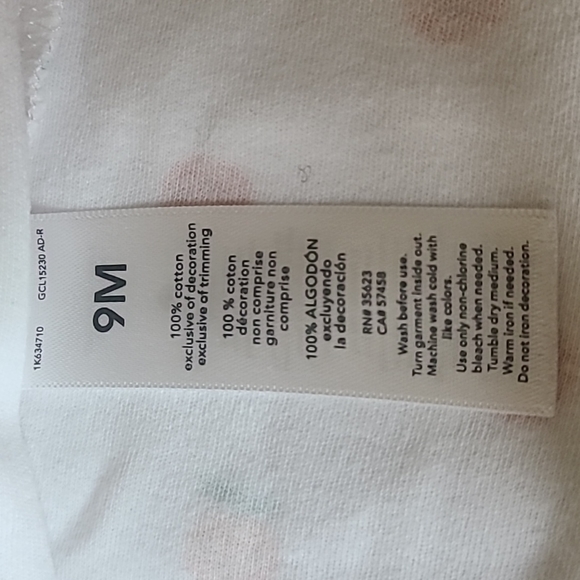 1K634710 GCL15230 AD-R
9M
100% cotton
exclusive of decoration
exclusive of trimming
100 % coton
décoration
non comprise
garniture non
comprise
100% ALGODÓN
excluyendo
la decoración
RN# 35623
CA# 57458
Wash before use.
Turn garment inside out.
Machine wash cold with
like colors.
Use only non-chlorine
bleach when needed.
Tumble dry medium.
Warm iron if needed.
Do not iron decoration.